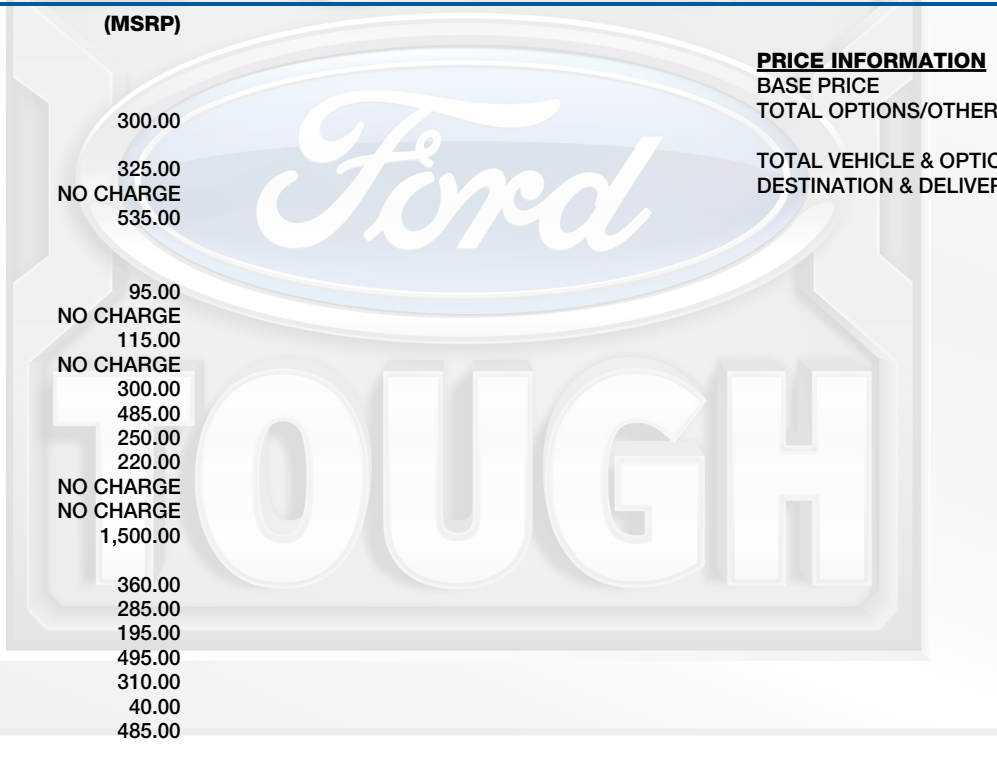 (MSRP)
300.00
325.00
NO CHARGE
535.00
95.00
NO CHARGE
115.00
NO CHARGE
300.00
485.00
250.00
220.00
NO CHARGE
NO CHARGE
1,500.00
360.00
285.00
195.00
495.00
310.00
40.00
485.00
PRICE INFORMATION
BASE PRICE
TOTAL OPTIONS/OTHER
TOTAL VEHICLE & OPTIO
DESTINATION & DELIVER
Ford
TOUGH